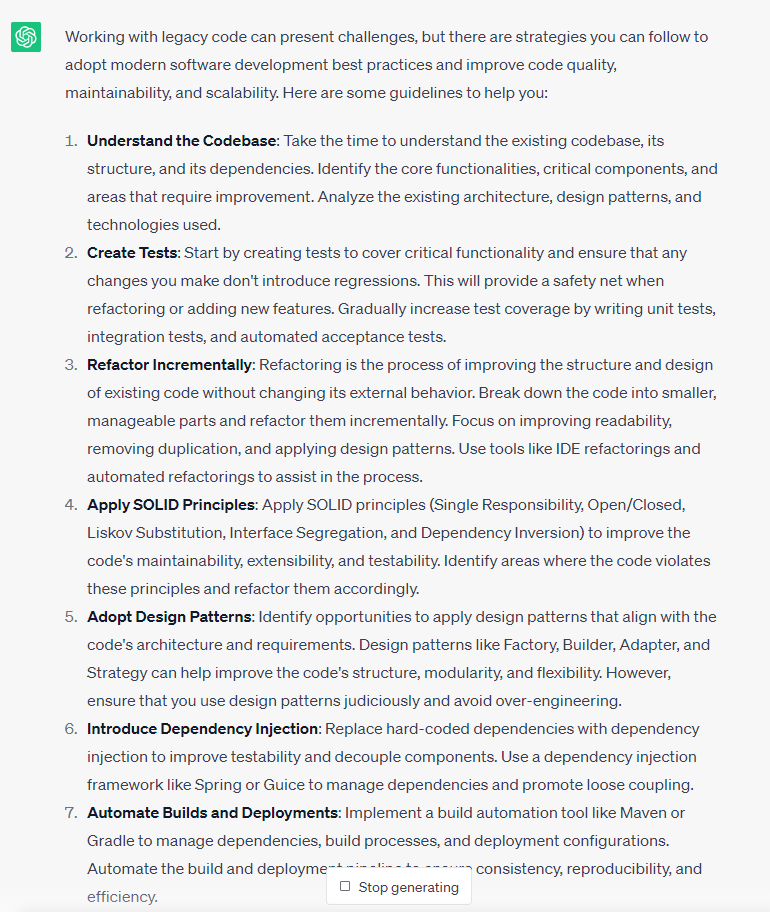 Working with legacy code can present challenges, but there are strategies you can follow to
adopt modern software development best practices and improve code quality,
maintainability, and scalability. Here are some guidelines to help you:
1. Understand the Codebase: Take the time to understand the existing codebase, its
structure, and its dependencies. Identify the core functionalities, critical components, and
areas that require improvement. Analyze the existing architecture, design patterns, and
technologies used.
2. Create Tests: Start by creating tests to cover critical functionality and ensure that any
changes you make don't introduce regressions. This will provide a safety net when
refactoring or adding new features. Gradually increase test coverage by writing unit tests,
integration tests, and automated acceptance tests.
3. Refactor Incrementally: Refactoring is the process of improving the structure and design
of existing code without changing its external behavior. Break down the code into smaller,
manageable parts and refactor them incrementally. Focus on improving readability,
removing duplication, and applying design patterns. Use tools like IDE refactorings and
automated refactorings to assist in the process.
4. Apply SOLID Principles: Apply SOLID principles (Single Responsibility, Open/Closed,
Liskov Substitution, Interface Segregation, and Dependency Inversion) to improve the
code's maintainability, extensibility, and testability. Identify areas where the code violates
these principles and refactor them accordingly.
5. Adopt Design Patterns: Identify opportunities to apply design patterns that align with the
code's architecture and requirements. Design patterns like Factory, Builder, Adapter, and
Strategy can help improve the code's structure, modularity, and flexibility. However,
ensure that you use design patterns judiciously and avoid over-engineering.
6. Introduce Dependency Injection: Replace hard-coded dependencies with dependency
injection to improve testability and decouple components. Use a dependency injection
framework like Spring or Guice to manage dependencies and promote loose coupling.
7. Automate Builds and Deployments: Implement a build automation tool like Maven or
Gradle to manage dependencies, build processes, and deployment configurations.
Automate the build and deployment pipeline to ensure consistency, reproducibility, and
efficiency.
Stop generating